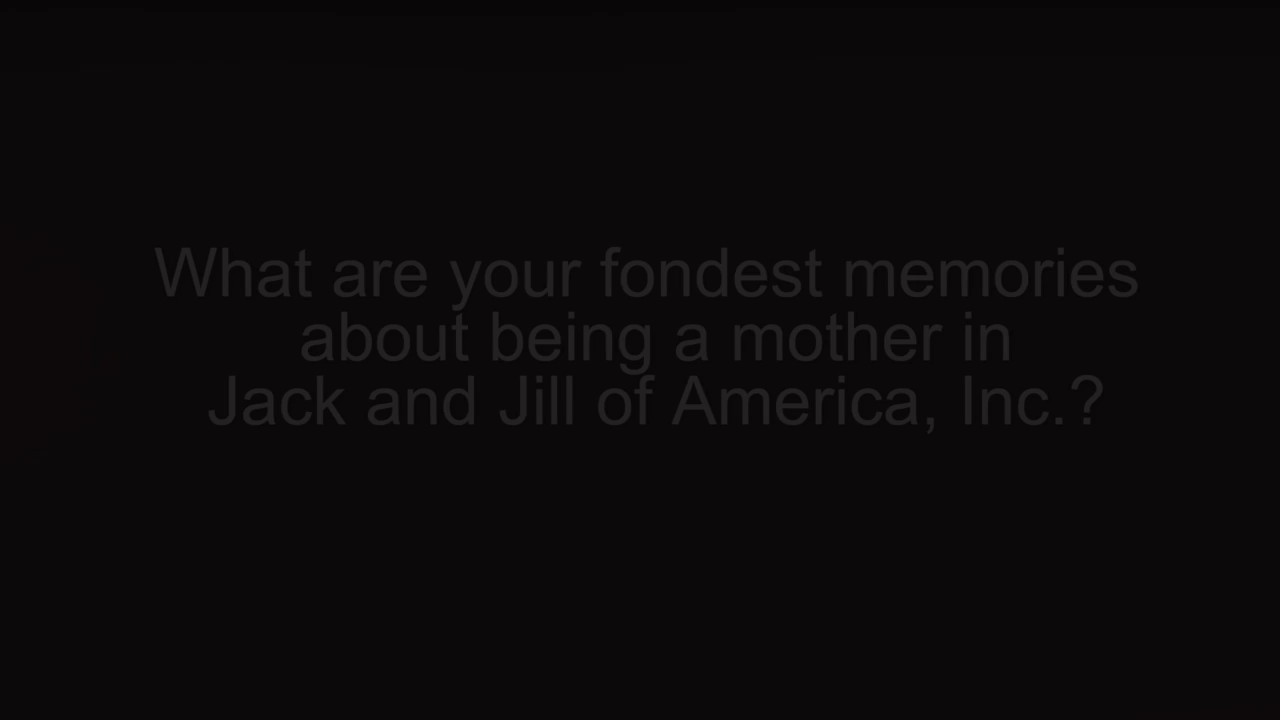 What are your fondest memories
about being a mother in
Jack and Jill of America, Inc.?